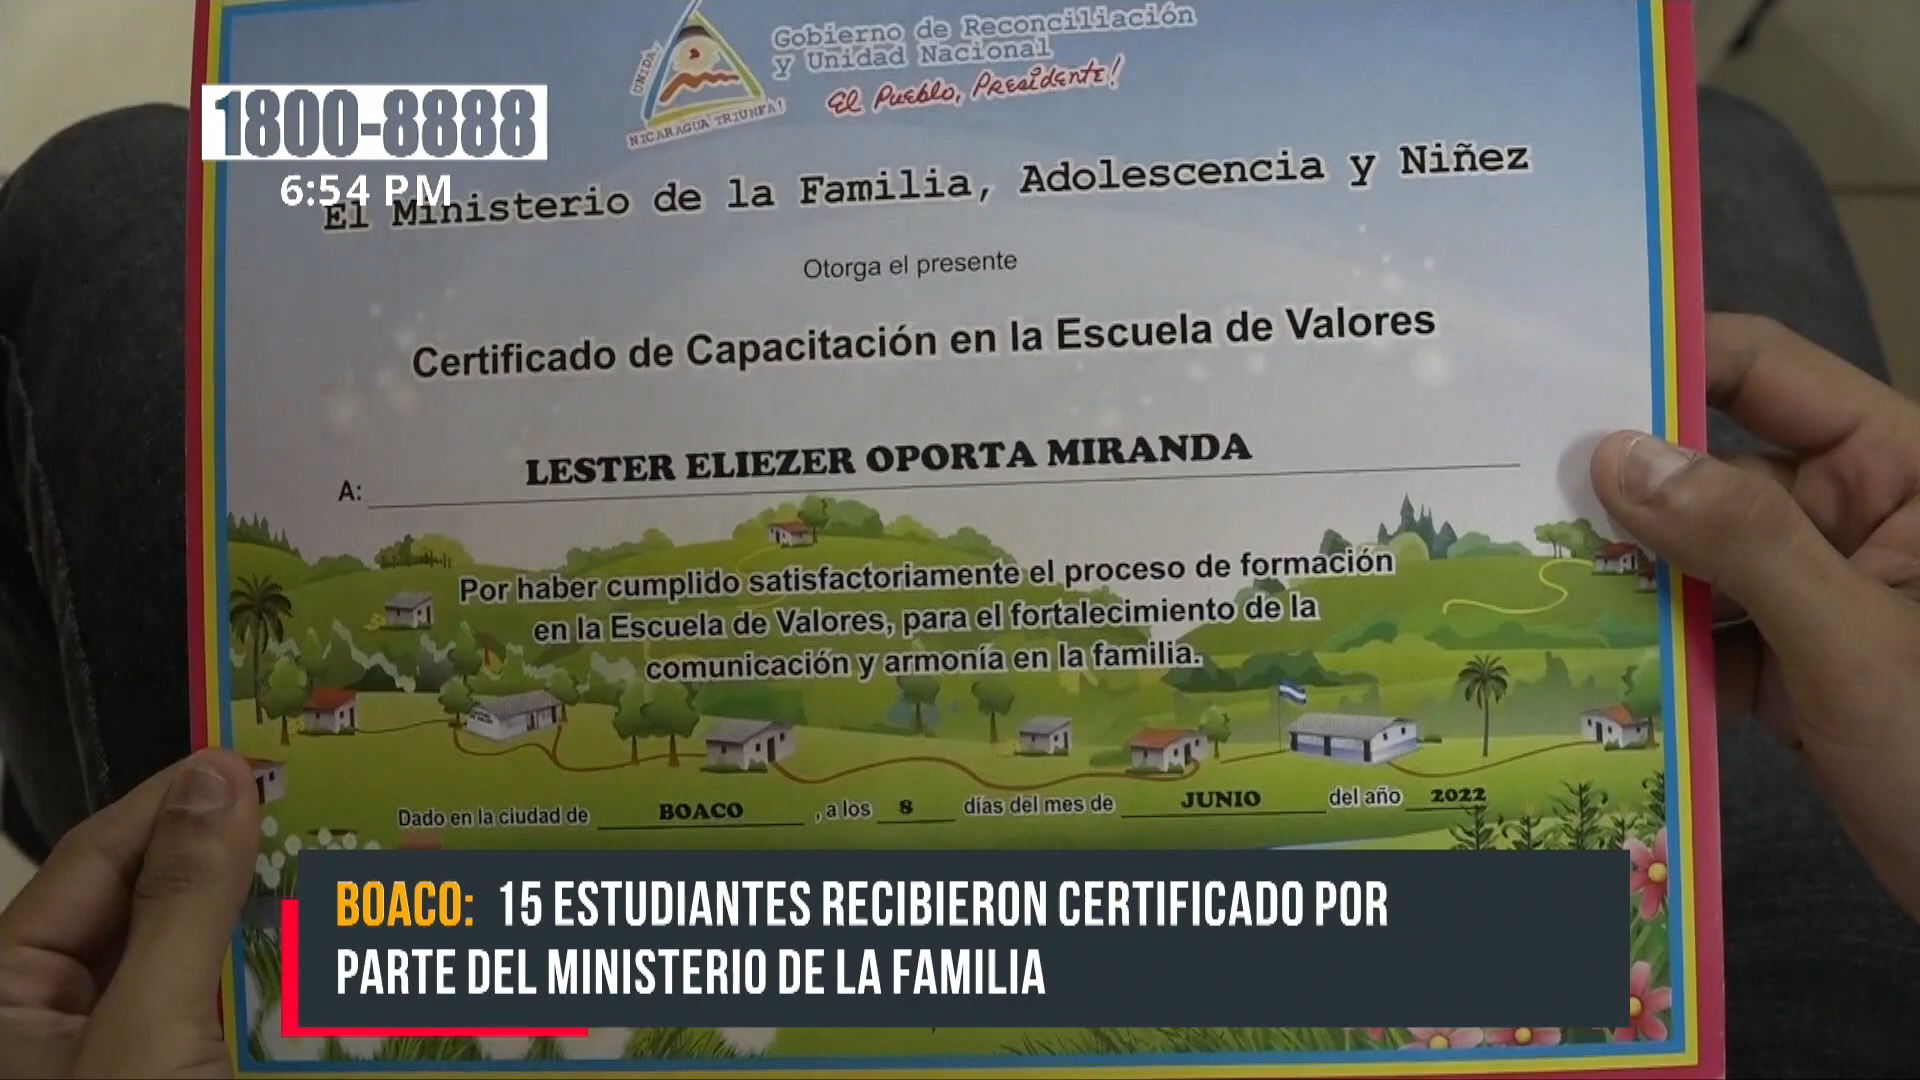 Gobierno de Reconciliación
y Unidad Nacional
El Pueblo, Presidente!
UNIDA,
NICARAGUA TRIUNFA!
1800-8888
6:54 PM
El Ministerio de la Familia, Adolescencia y Niñez
Otorga el presente
Certificado de Capacitación en la Escuela de Valores
A: LESTER ELIEZER OPORTA MIRANDA
Por haber cumplido satisfactoriamente el proceso de formación
en la Escuela de Valores, para el fortalecimiento de la
comunicación y armonía en la familia.
Dado en la ciudad de BOACO , a los 8 días del mes de JUNIO del año 2022
BOACO: 15 ESTUDIANTES RECIBIERON CERTIFICADO POR
PARTE DEL MINISTERIO DE LA FAMILIA